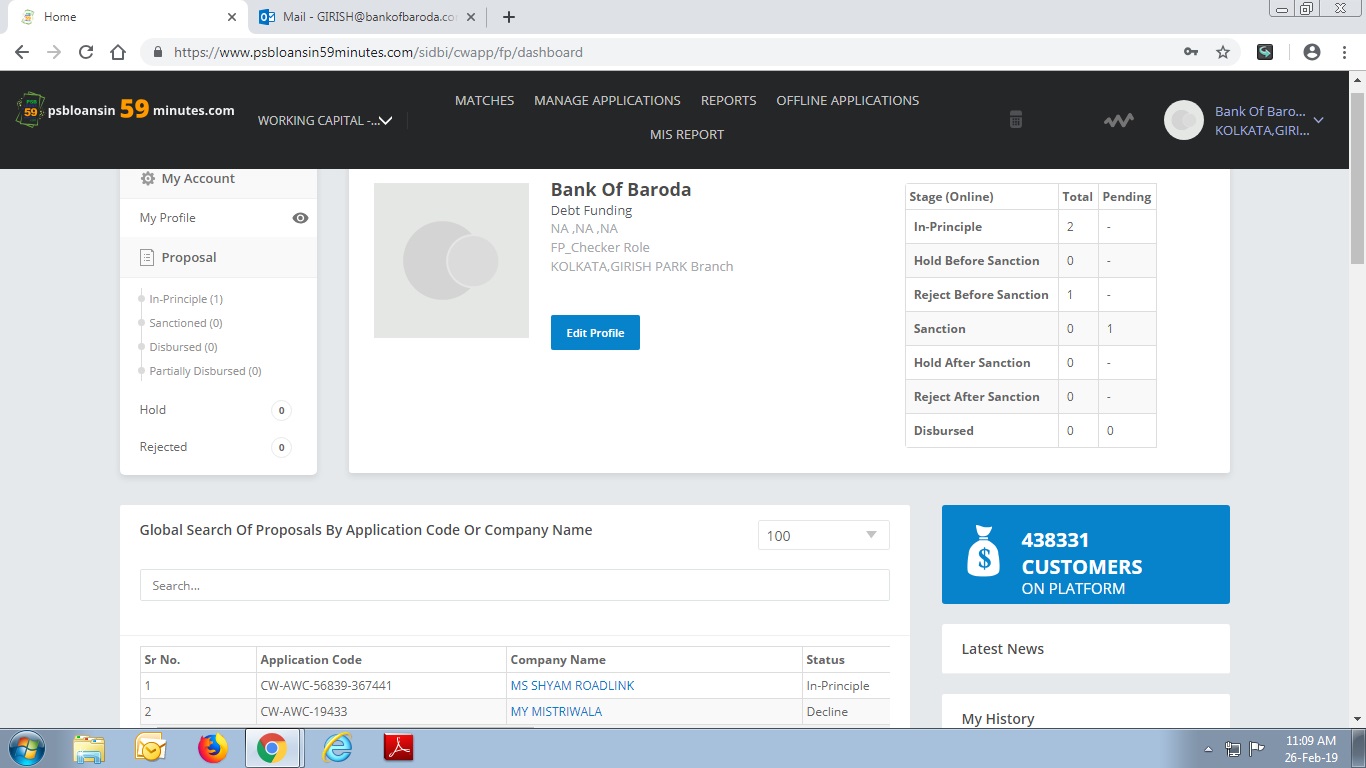 Home
Mail - GIRISH@bankofbaroda.co
https://www.psbloansin59minutes.com/sidbi/cwapp/fp/dashboard
psbloansin 59 minutes.com
WORKING CAPITAL -...
MATCHES MANAGE APPLICATIONS REPORTS OFFLINE APPLICATIONS
MIS REPORT
Bank Of Baro...
KOLKATA,GIRI...
My Account
My Profile
Proposal
In-Principle (1)
Sanctioned (0)
Disbursed (0)
Partially Disbursed (0)
Hold 0
Rejected 0
Bank Of Baroda
Debt Funding
NA ,NA ,NA
FP_Checker Role
KOLKATA,GIRISH PARK Branch
Edit Profile
Stage (Online) Total Pending
In-Principle 2 -
Hold Before Sanction 0 -
Reject Before Sanction 1 -
Sanction 0 1
Hold After Sanction 0 -
Reject After Sanction 0 -
Disbursed 0 0
Global Search Of Proposals By Application Code Or Company Name
100
Search...
Sr No. Application Code Company Name Status
1 CW-AWC-56839-367441 MS SHYAM ROADLINK In-Principle
2 CW-AWC-19433 MY MISTRIWALA Decline
438331
CUSTOMERS
ON PLATFORM
Latest News
My History
11:09 AM
26-Feb-19